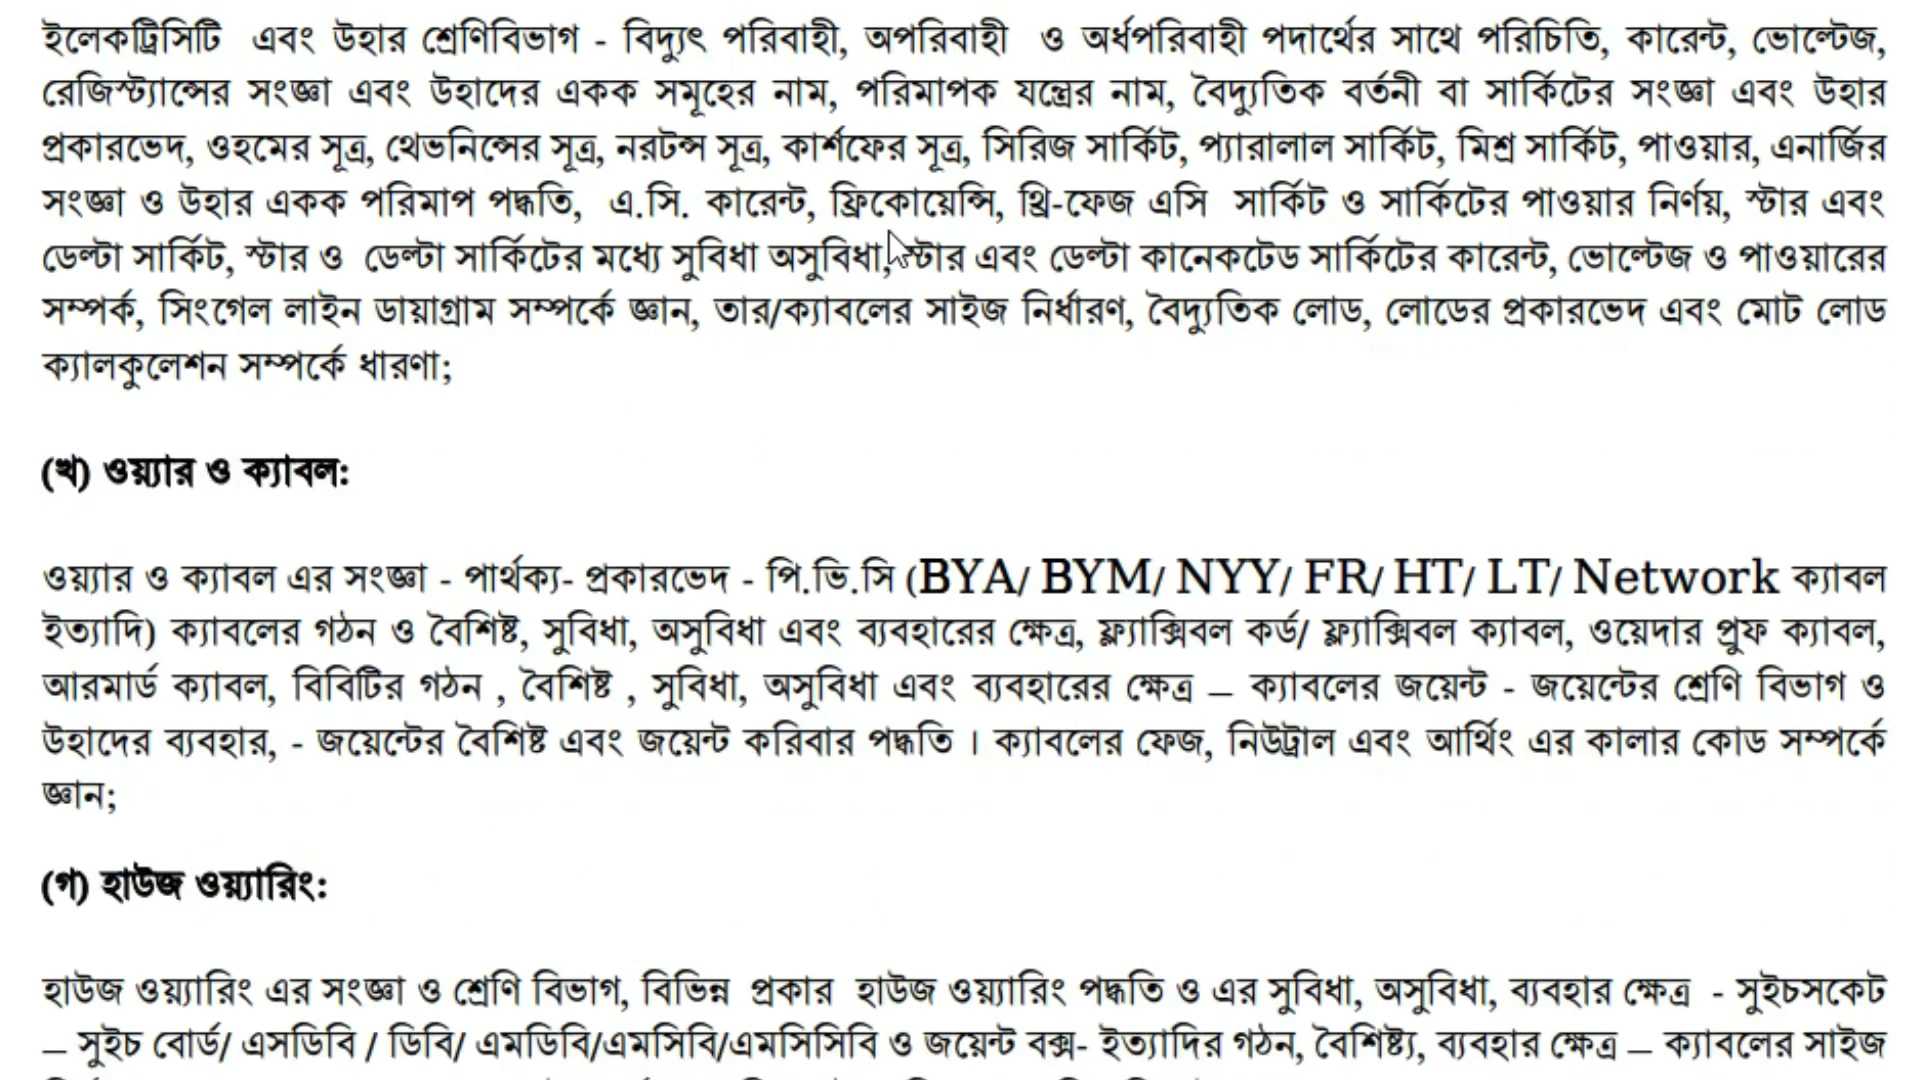 ইলেকট্রিসিটি এবং উহার শ্রেণিবিভাগ - বিদ্যুৎ পরিবাহী, অপরিবাহী ও অর্ধপরিবাহী পদার্থের সাথে পরিচিতি, কারেন্ট, ভোল্টেজ,
রেজিস্ট্যান্সের সংজ্ঞা এবং উহাদের একক সমূহের নাম, পরিমাপক যন্ত্রের নাম, বৈদ্যুতিক বর্তনী বা সার্কিটের সংজ্ঞা এবং উহার
প্রকারভেদ, ওহমের সূত্র, থেভনিন্সের সূত্র, নরটন্স সূত্র, কার্শফের সূত্র, সিরিজ সার্কিট, প্যারালাল সার্কিট, মিশ্র সার্কিট, পাওয়ার, এনার্জির
সংজ্ঞা ও উহার একক পরিমাপ পদ্ধতি, এ.সি. কারেন্ট, ফ্রিকোয়েন্সি, থ্রি-ফেজ এসি সার্কিট ও সার্কিটের পাওয়ার নির্ণয়, স্টার এবং
ডেল্টা সার্কিট, স্টার ও ডেল্টা সার্কিটের মধ্যে সুবিধা অসুবিধা, স্টার এবং ডেল্টা কানেকটেড সার্কিটের কারেন্ট, ভোল্টেজ ও পাওয়ারের
সম্পর্ক, সিংগেল লাইন ডায়াগ্রাম সম্পর্কে জ্ঞান, তার/ক্যাবলের সাইজ নির্ধারণ, বৈদ্যুতিক লোড, লোডের প্রকারভেদ এবং মোট লোড
ক্যালকুলেশন সম্পর্কে ধারণা;
(খ) ওয়্যার ও ক্যাবল:
ওয়্যার ও ক্যাবল এর সংজ্ঞা - পার্থক্য- প্রকারভেদ - পি.ভি.সি (BYA/ BYM/ NYY/ FR/ HT/ LT/ Network ক্যাবল
ইত্যাদি) ক্যাবলের গঠন ও বৈশিষ্ট, সুবিধা, অসুবিধা এবং ব্যবহারের ক্ষেত্র, ফ্ল্যাক্সিবল কর্ড/ ফ্ল্যাক্সিবল ক্যাবল, ওয়েদার প্রুফ ক্যাবল,
আরমার্ড ক্যাবল, বিবিটির গঠন , বৈশিষ্ট , সুবিধা, অসুবিধা এবং ব্যবহারের ক্ষেত্র – ক্যাবলের জয়েন্ট - জয়েন্টের শ্রেণি বিভাগ ও
উহাদের ব্যবহার, - জয়েন্টের বৈশিষ্ট এবং জয়েন্ট করিবার পদ্ধতি । ক্যাবলের ফেজ, নিউট্রাল এবং আর্থিং এর কালার কোড সম্পর্কে
জ্ঞান;
(গ) হাউজ ওয়্যারিং:
হাউজ ওয়্যারিং এর সংজ্ঞা ও শ্রেণি বিভাগ, বিভিন্ন প্রকার হাউজ ওয়্যারিং পদ্ধতি ও এর সুবিধা, অসুবিধা, ব্যবহার ক্ষেত্র - সুইচসকেট
– সুইচ বোর্ড/ এসডিবি / ডিবি/ এমডিবি/এমসিবি/এমসিসিবি ও জয়েন্ট বক্স- ইত্যাদির গঠন, বৈশিষ্ট্য, ব্যবহার ক্ষেত্র – ক্যাবলের সাইজ